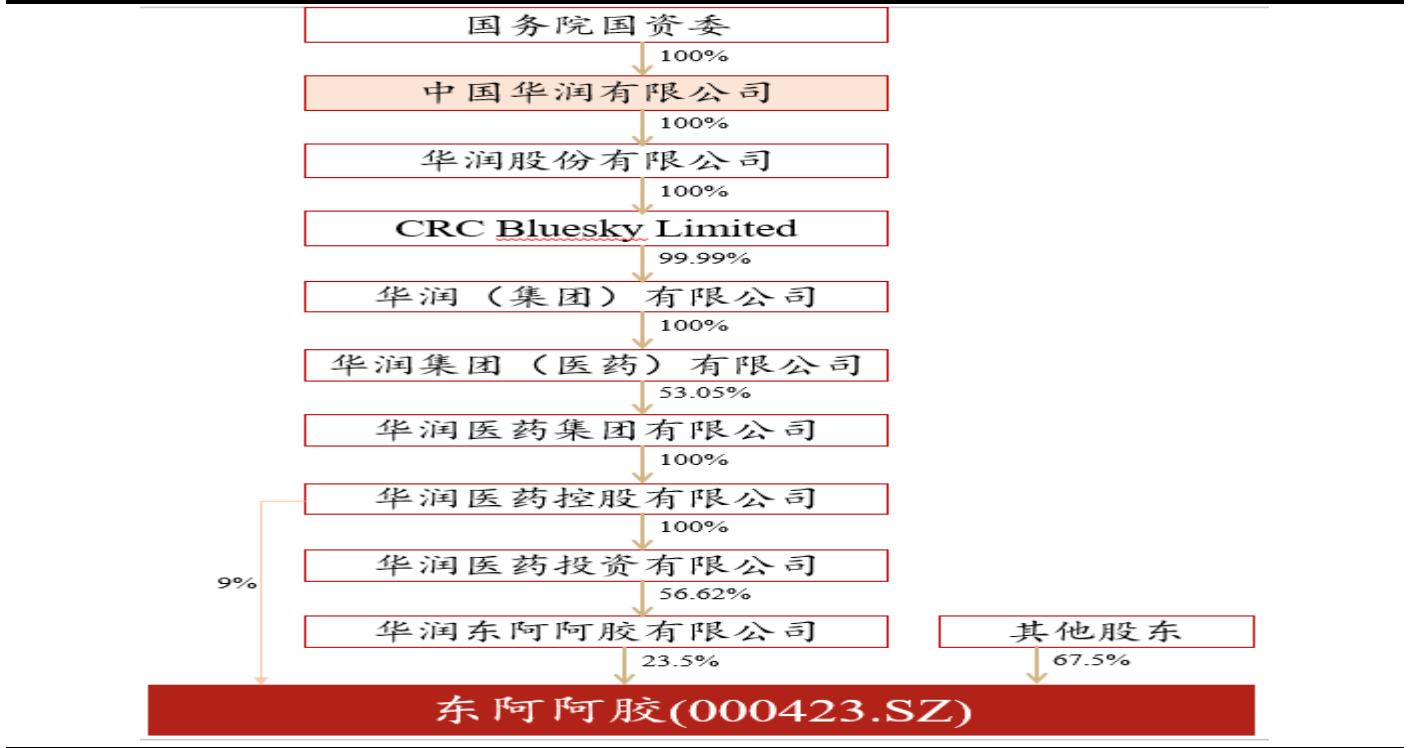 国务院国资委
100%
中国华润有限公司
100%
华润股份有限公司
100%
CRC Bluesky Limited
99.99%
华润（集团）有限公司
100%
华润集团（医药）有限公司
53.05%
华润医药集团有限公司
100%
华润医药控股有限公司
100%
华润医药投资有限公司
9%
56.62%
华润东阿阿胶有限公司
其他股东
23.5%
67.5%
东阿阿胶(000423.SZ)